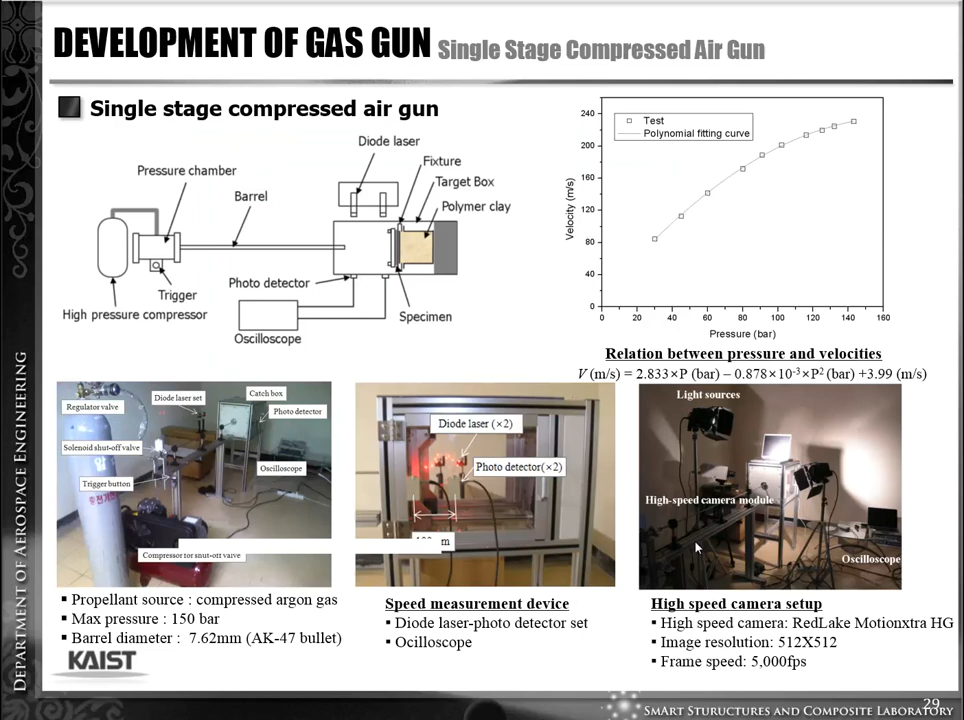 DEVELOPMENT OF GAS GUN Single Stage Compressed Air Gun
Single stage compressed air gun
Diode laser
Fixture
Pressure chamber
Target Box
Barrel
Polymer clay
Photo detector
Trigger
High pressure compressor
Specimen
Oscilloscope
Test
Polynomial fitting curve
Velocity (m/s)
240
200
160
120
80
40
0
0 20 40 60 80 100 120 140 160
Pressure (bar)
Relation between pressure and velocities
V (m/s) = 2.833×P (bar) – 0.878×10-3×P2 (bar) +3.99 (m/s)
Regulator valve
Diode laser set
Catch box
Photo detector
Solenoid shut-off valve
Oscilloscope
Trigger button
Compressor for shut-off valve
Diode laser (×2)
Photo detector(×2)
Light sources
High-speed camera module
Oscilloscope
▪ Propellant source : compressed argon gas
▪ Max pressure : 150 bar
▪ Barrel diameter : 7.62mm (AK-47 bullet)
Speed measurement device
▪ Diode laser-photo detector set
▪ Ocilloscope
High speed camera setup
▪ High speed camera: RedLake Motionxtra HG
▪ Image resolution: 512X512
▪ Frame speed: 5,000fps
KAIST
DEPARTMENT OF AEROSPACE ENGINEERING
29
SMART STURUCTURES AND COMPOSITE LABORATORY